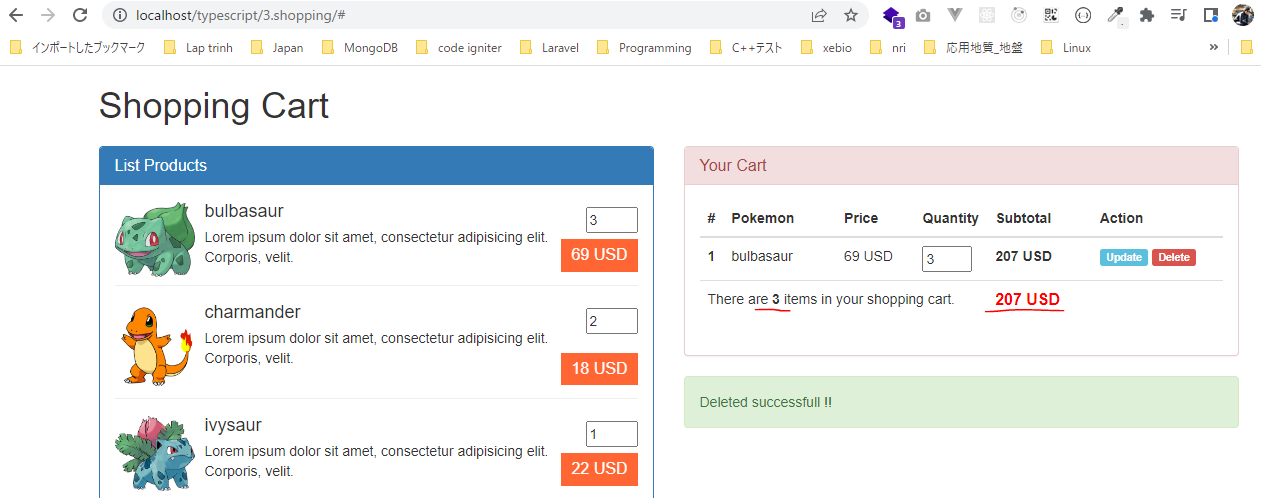 localhost/typescript/3.shopping/#
3
インポートしたブックマーク Lap trinh Japan MongoDB code igniter Laravel Programming C++テスト xebio nri 応用地質_地盤 Linux »
Shopping Cart
List Products
bulbasaur
3
Lorem ipsum dolor sit amet, consectetur adipisicing elit.
Corporis, velit.
69 USD
charmander
2
Lorem ipsum dolor sit amet, consectetur adipisicing elit.
Corporis, velit.
18 USD
ivysaur
1
Lorem ipsum dolor sit amet, consectetur adipisicing elit.
Corporis, velit.
22 USD
Your Cart
# Pokemon Price Quantity Subtotal Action
1 bulbasaur 69 USD 3 207 USD Update Delete
There are 3 items in your shopping cart. 207 USD
Deleted successfull !!